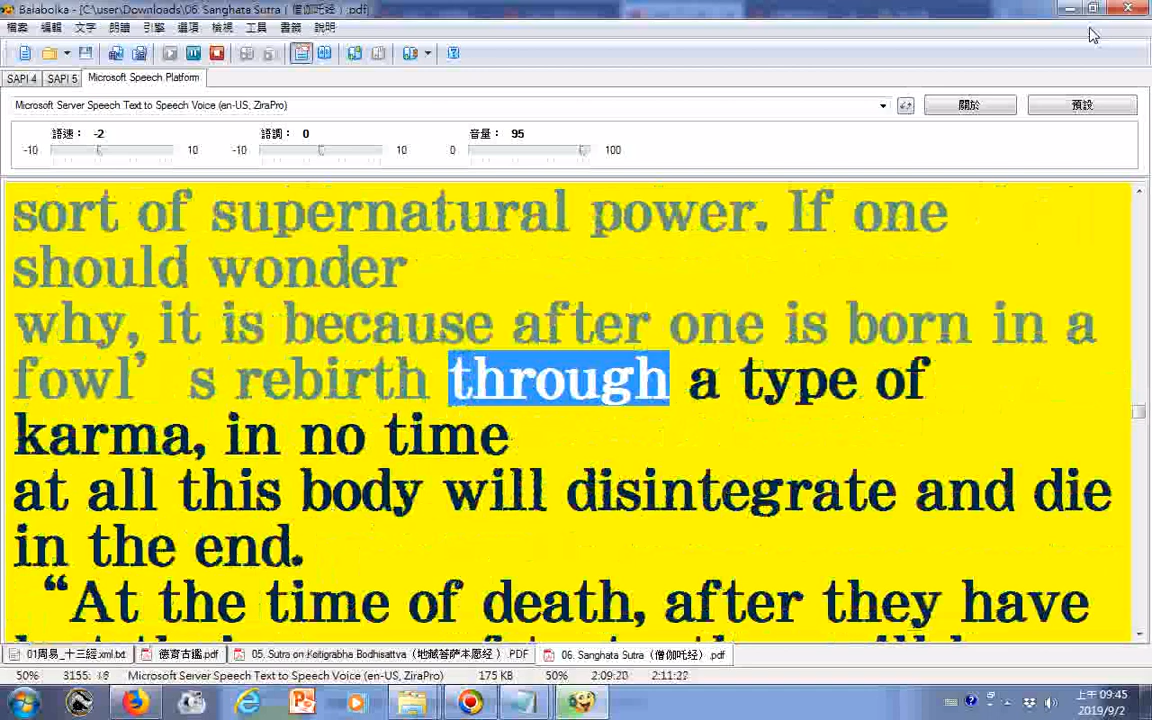 Balabolka - [C:\user\Downloads\06. Sanghata Sutra（僧伽吒经）.pdf]
檔案 編輯 文字 朗讀 引擎 選項 檢視 工具 書籤 說明
SAPI 4 SAPI 5 Microsoft Speech Platform
Microsoft Server Speech Text to Speech Voice (en-US, ZiraPro) 關於 預設
語速： -2 語調： 0 音量： 95
-10 10 -10 10 0 100
sort of supernatural power. If one
should wonder
why, it is because after one is born in a
fowl’ s rebirth through a type of
karma, in no time
at all this body will disintegrate and die
in the end.
“At the time of death, after they have
01周易_十三經.xml.txt 德育古鑑.pdf 05. Sutra on Ksitigrabha Bodhisattva（地藏菩萨本愿经）.PDF 06. Sanghata Sutra（僧伽吒经）.pdf
50% 3155: 18 Microsoft Server Speech Text to Speech Voice (en-US, ZiraPro) 175 KB 50% 2:09:20 2:11:22
上午 09:45
2019/9/2